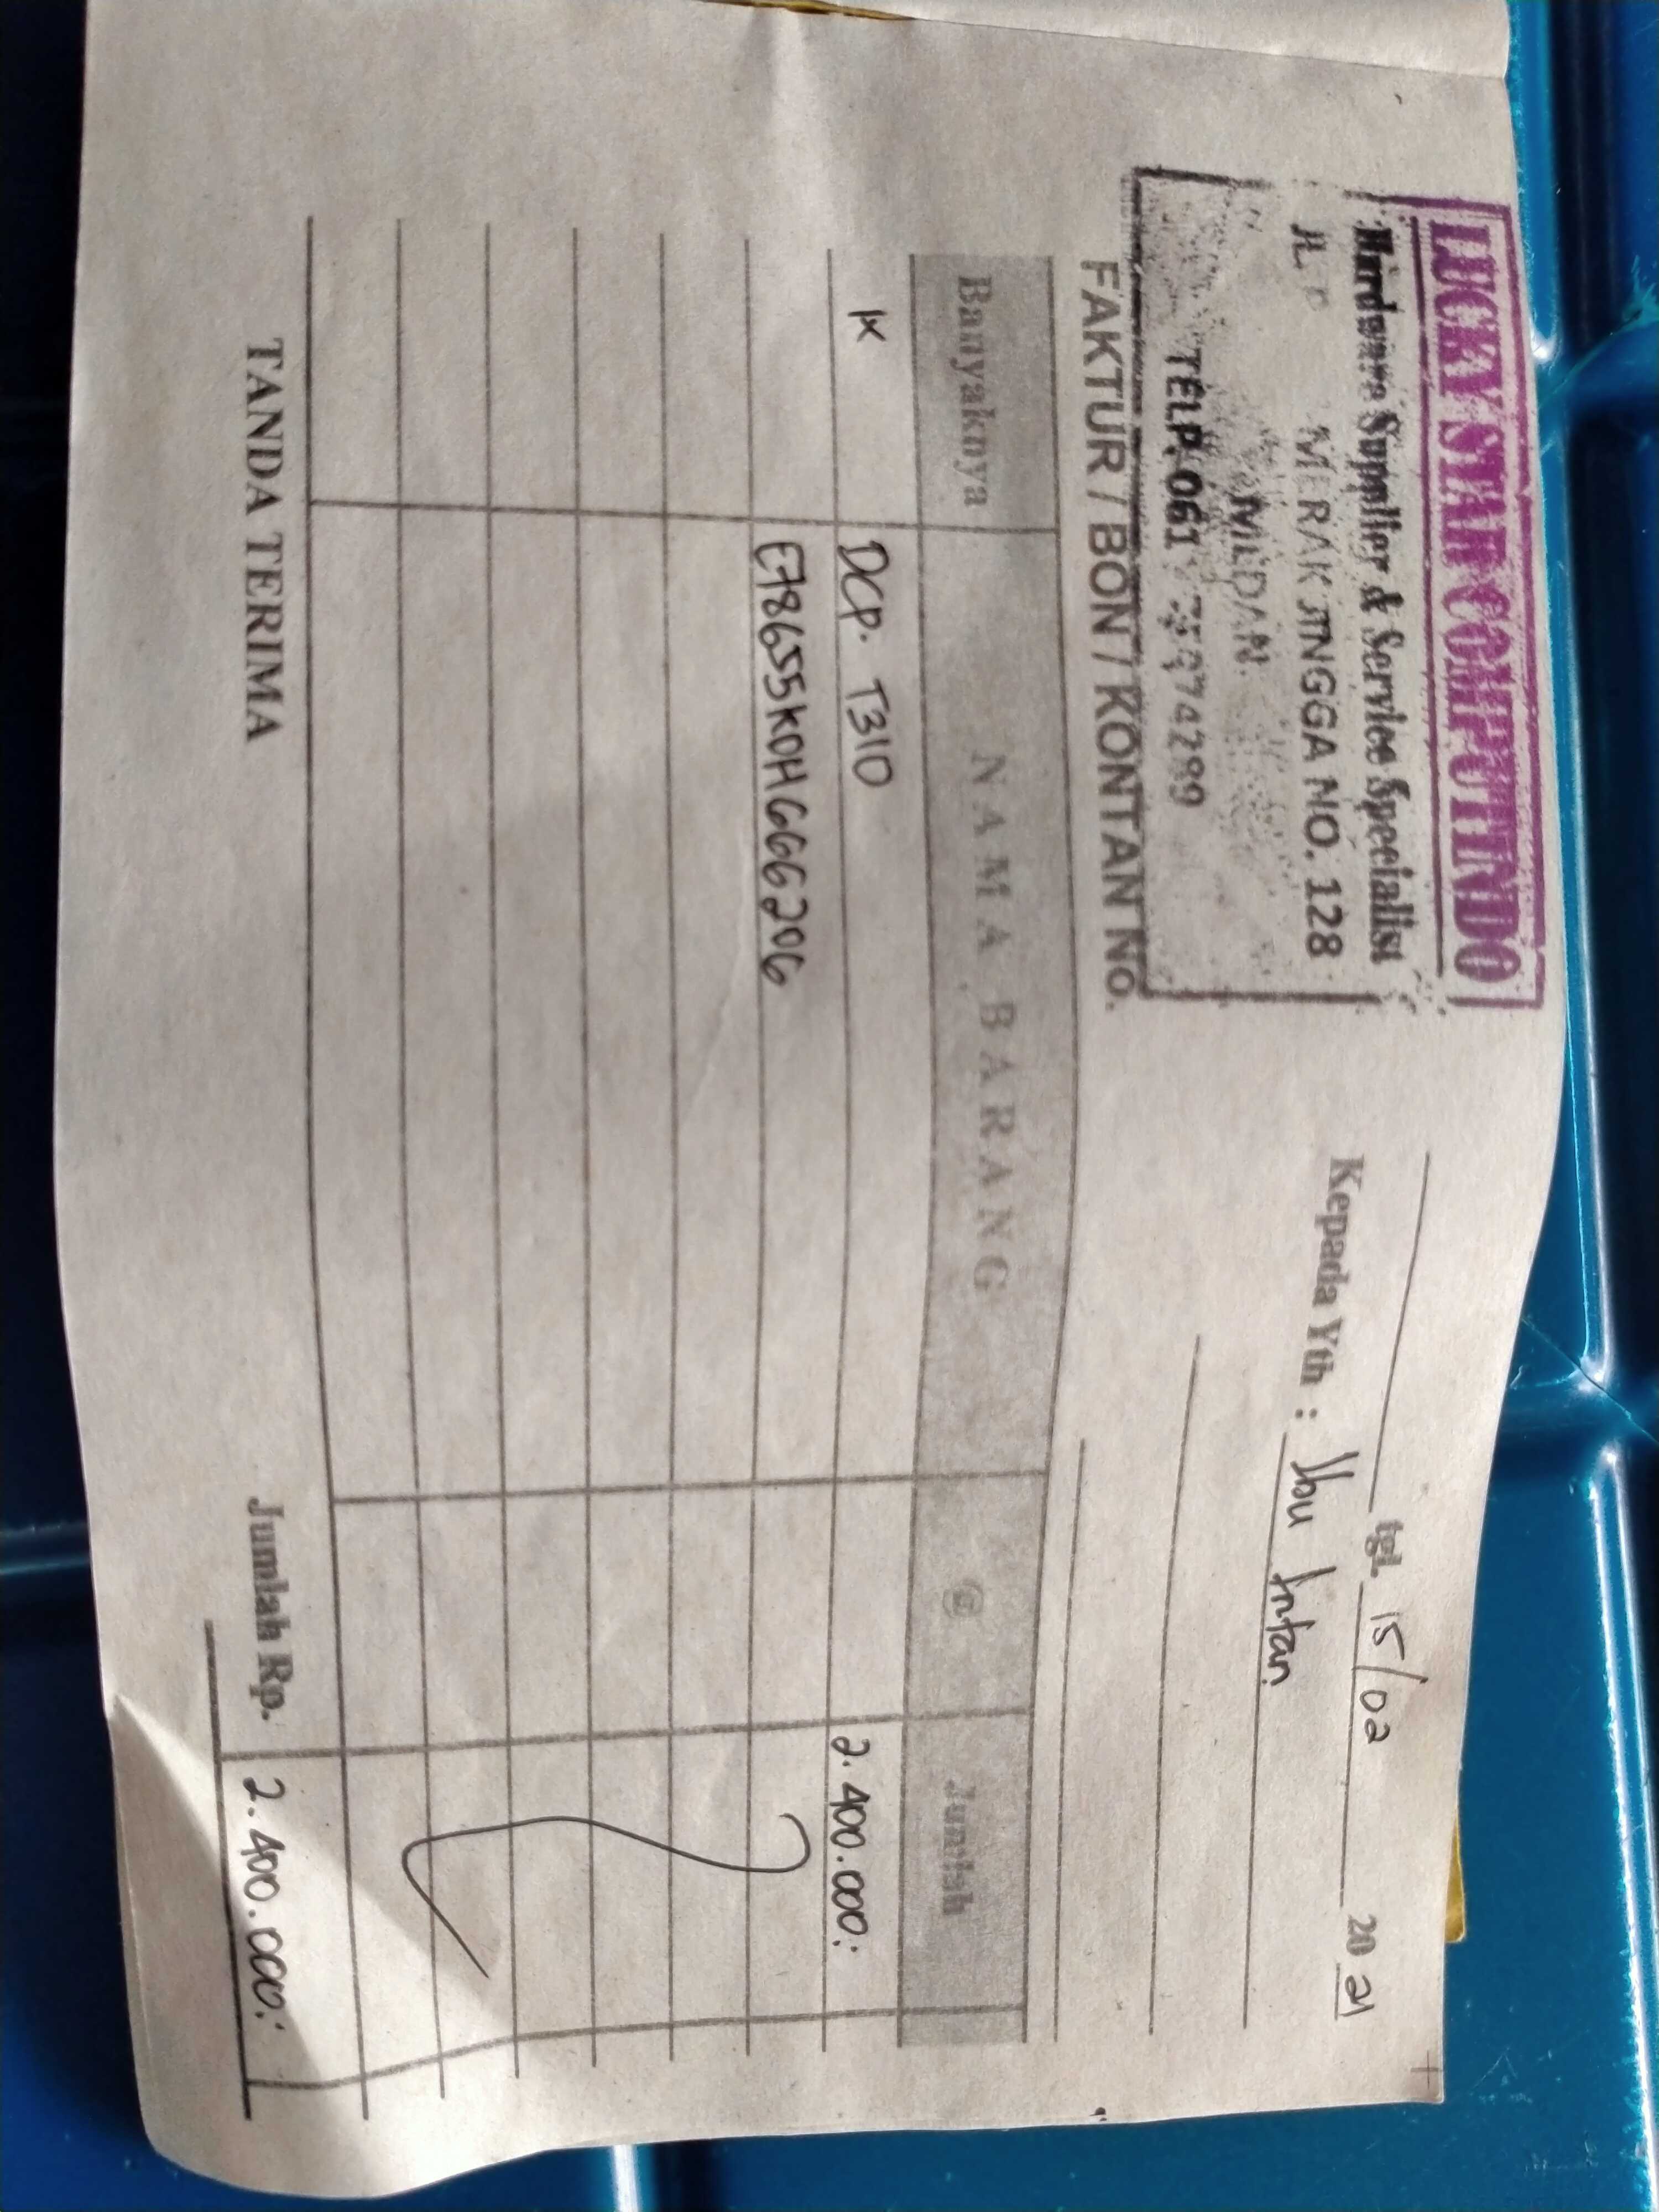 LUCKY STAR COMPUTINDO
Hardware Supplier & Service Specialist
JL. MERAK JINGGA NO. 128
MEDAN
TELP. 061
FAKTUR / BON / KONTAN NO.
tgl. 15/02 2021
Kepada Yth : Ibu Intan
Banyaknya NAMA BARANG @ Jumlah
1x DCP. T310 2.400.000
E78655K0H666206
TANDA TERIMA Jumlah Rp. 2.400.000